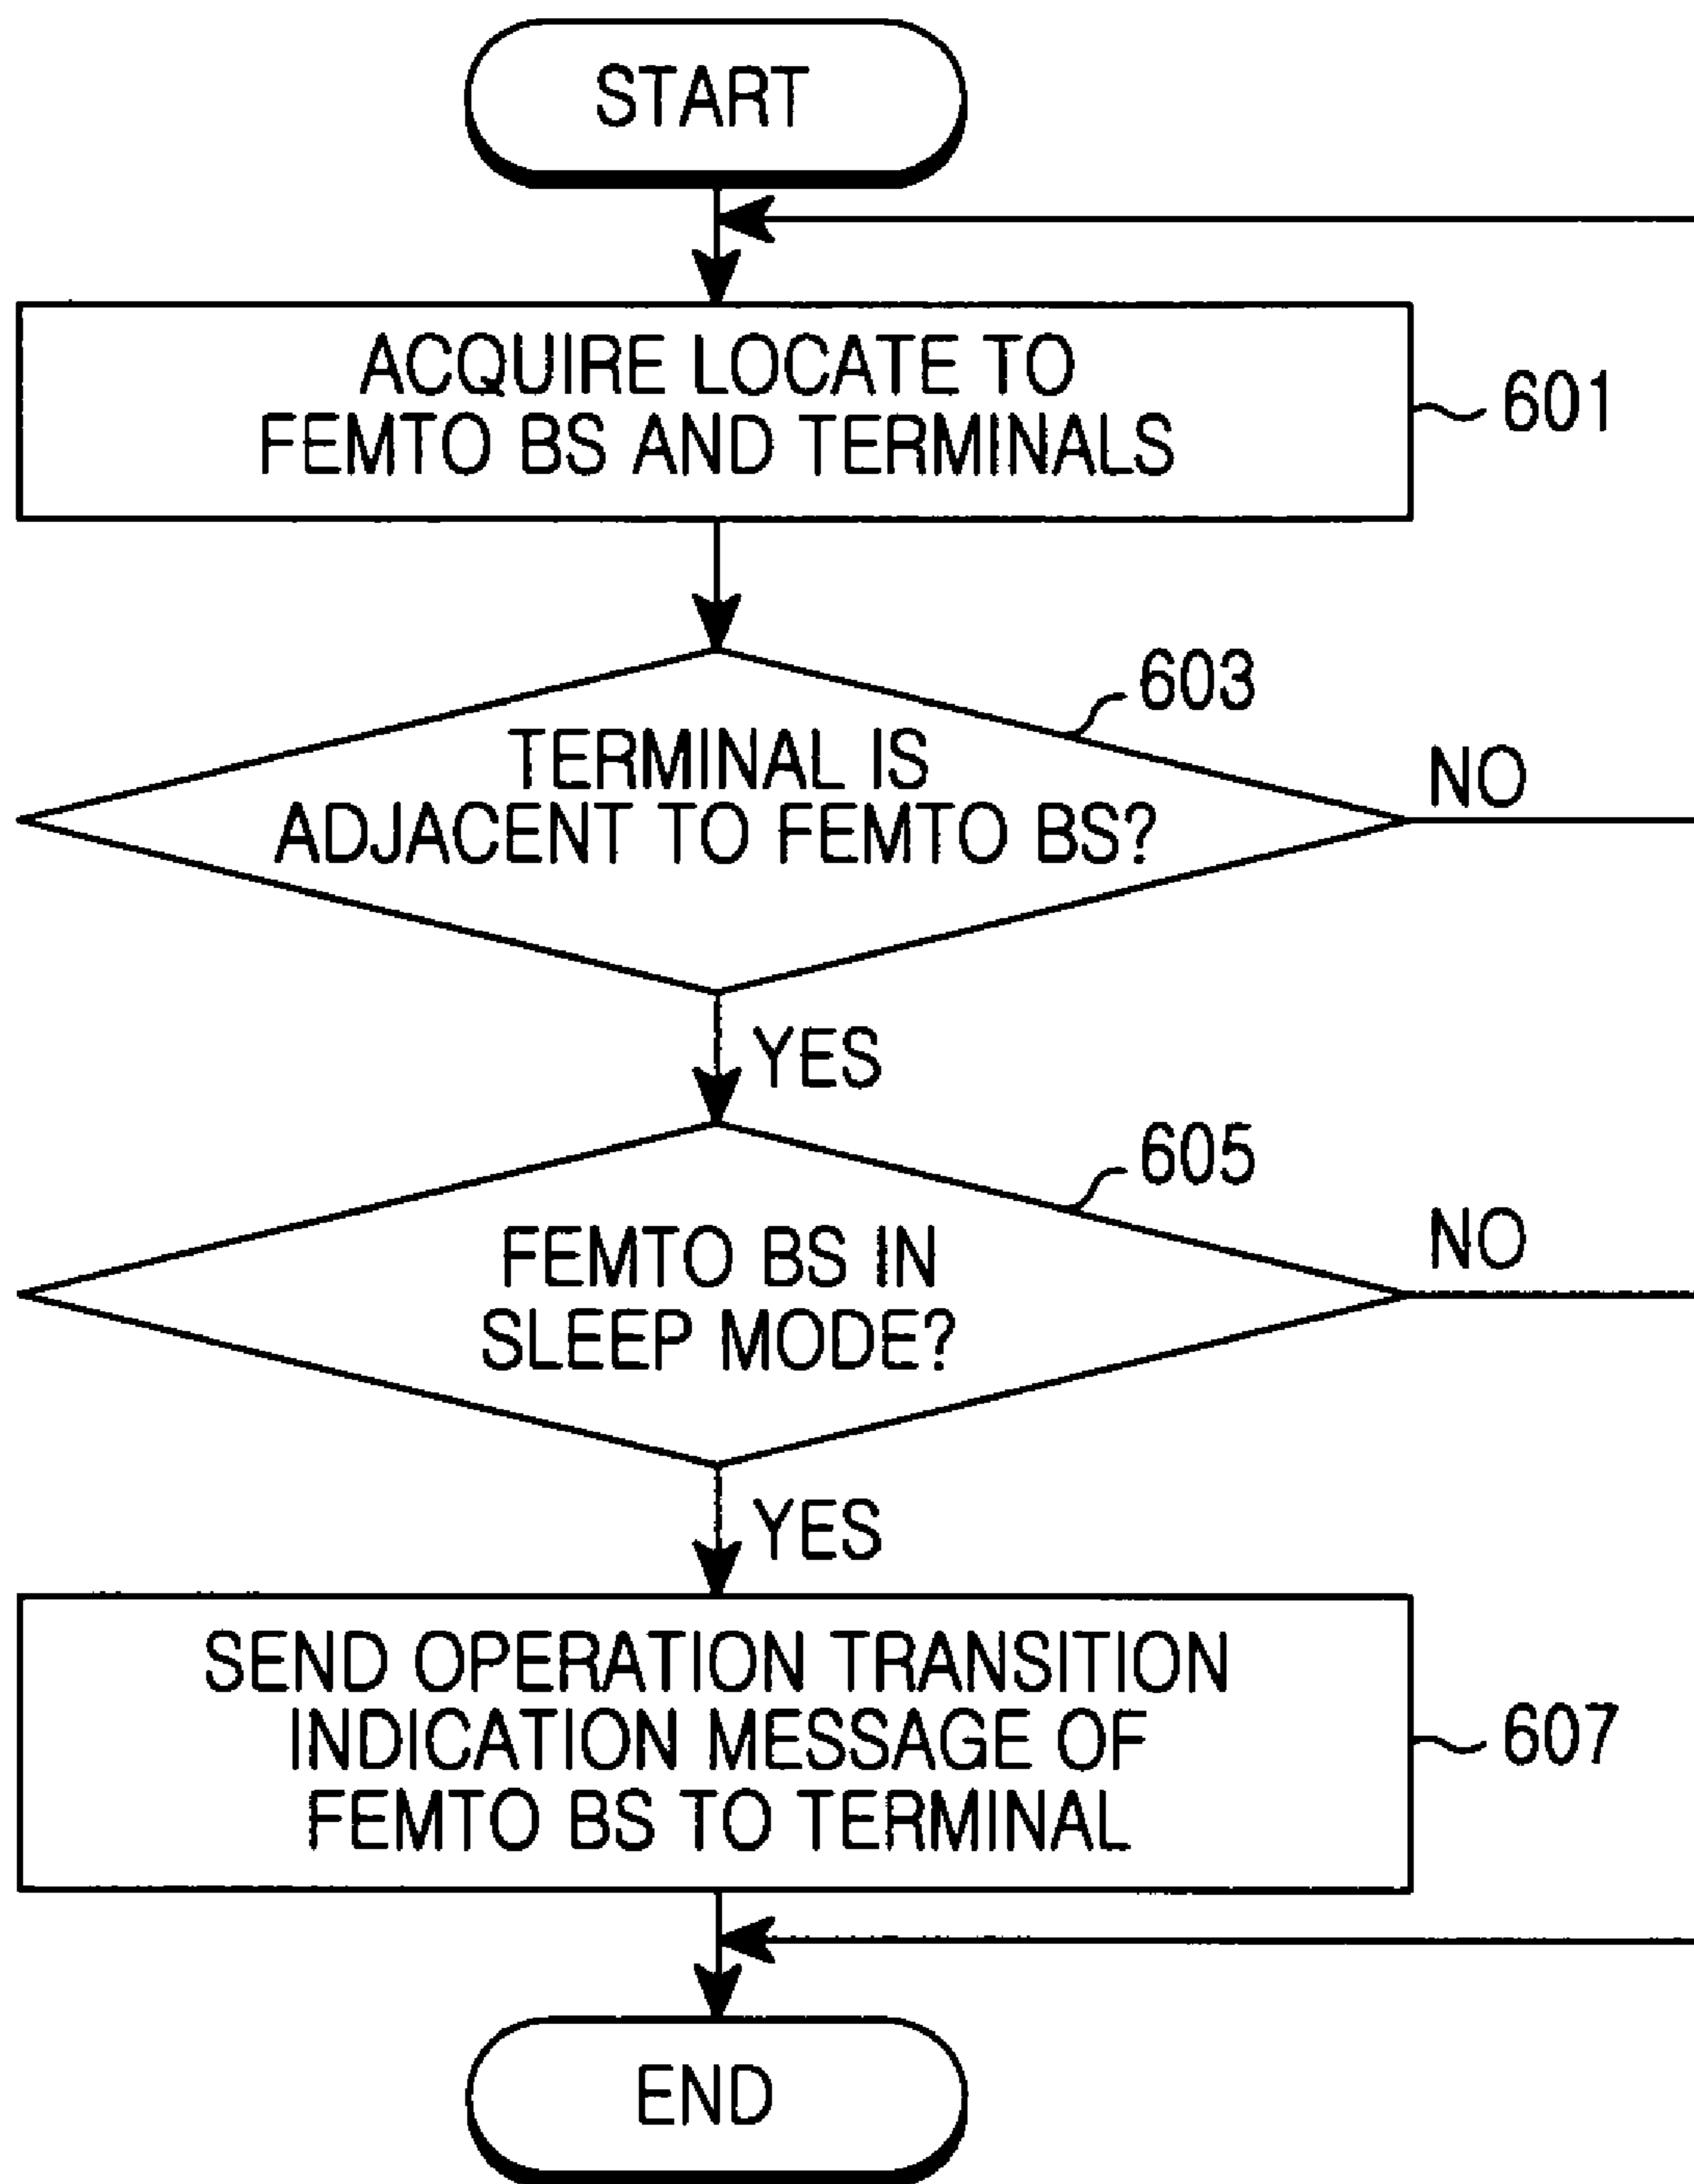 START
ACQUIRE LOCATE TO
FEMTO BS AND TERMINALS
601
603
TERMINAL IS
ADJACENT TO FEMTO BS?
NO
YES
605
FEMTO BS IN
SLEEP MODE?
NO
YES
SEND OPERATION TRANSITION
INDICATION MESSAGE OF
FEMTO BS TO TERMINAL
607
END